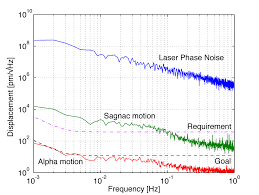 10^10
10^8
10^6
10^4
10^2
10^0
Displacement [pm/√Hz]
Laser Phase Noise
Sagnac motion
Requirement
Alpha motion
Goal
10^-3
10^-2
10^-1
10^0
Frequency [Hz]